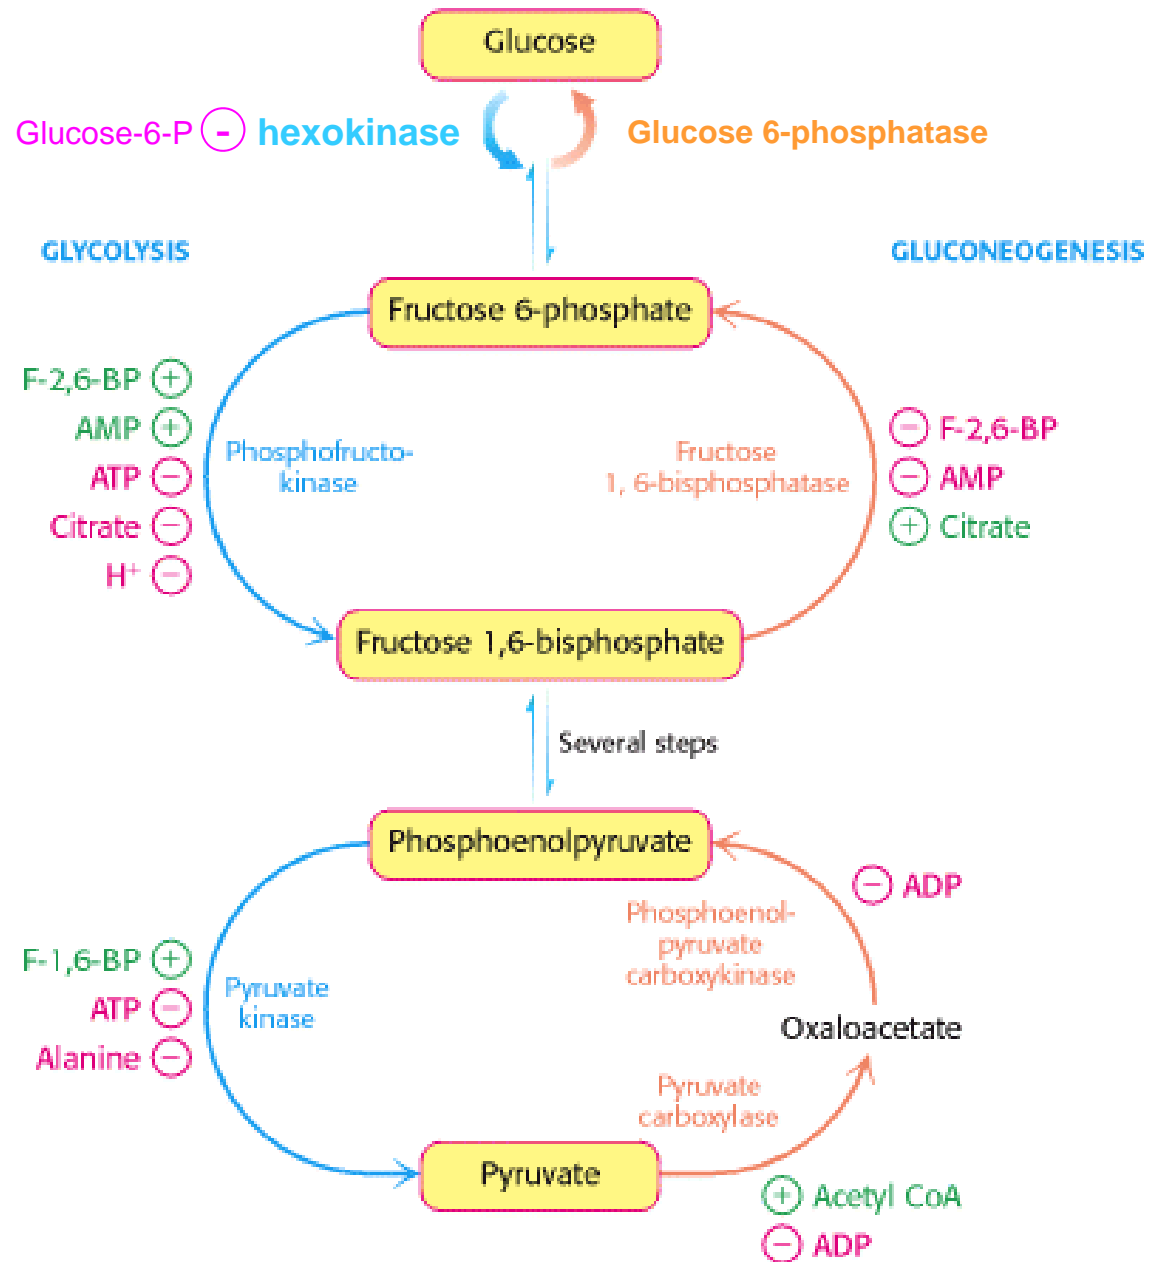 Glucose
Glucose-6-P - hexokinase
Glucose 6-phosphatase
GLYCOLYSIS
GLUCONEOGENESIS
Fructose 6-phosphate
F-2,6-BP +
AMP +
ATP −
Citrate −
H⁺ −
Phosphofructo-
kinase
Fructose
1, 6-bisphosphatase
− F-2,6-BP
− AMP
+ Citrate
Fructose 1,6-bisphosphate
Several steps
Phosphoenolpyruvate
− ADP
Phosphoenol-
pyruvate
carboxykinase
F-1,6-BP +
ATP −
Alanine −
Pyruvate
kinase
Oxaloacetate
Pyruvate
carboxylase
Pyruvate
+ Acetyl CoA
− ADP